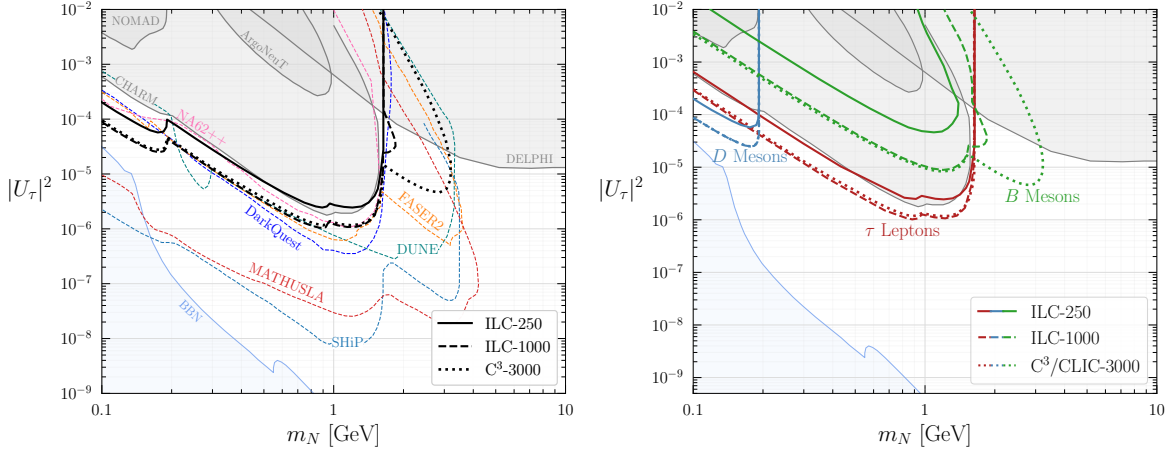 10⁻²
10⁻³
10⁻⁴
10⁻⁵
10⁻⁶
10⁻⁷
10⁻⁸
10⁻⁹
|U_τ|²
NOMAD
ArgoNeuT
CHARM
NA62++
DELPHI
DarkQuest
FASER2
DUNE
MATHUSLA
BBN
SHiP
ILC-250
ILC-1000
C³-3000
0.1
1
10
m_N [GeV]
10⁻²
10⁻³
10⁻⁴
10⁻⁵
10⁻⁶
10⁻⁷
10⁻⁸
10⁻⁹
|U_τ|²
D Mesons
B Mesons
τ Leptons
ILC-250
ILC-1000
C³/CLIC-3000
0.1
1
10
m_N [GeV]